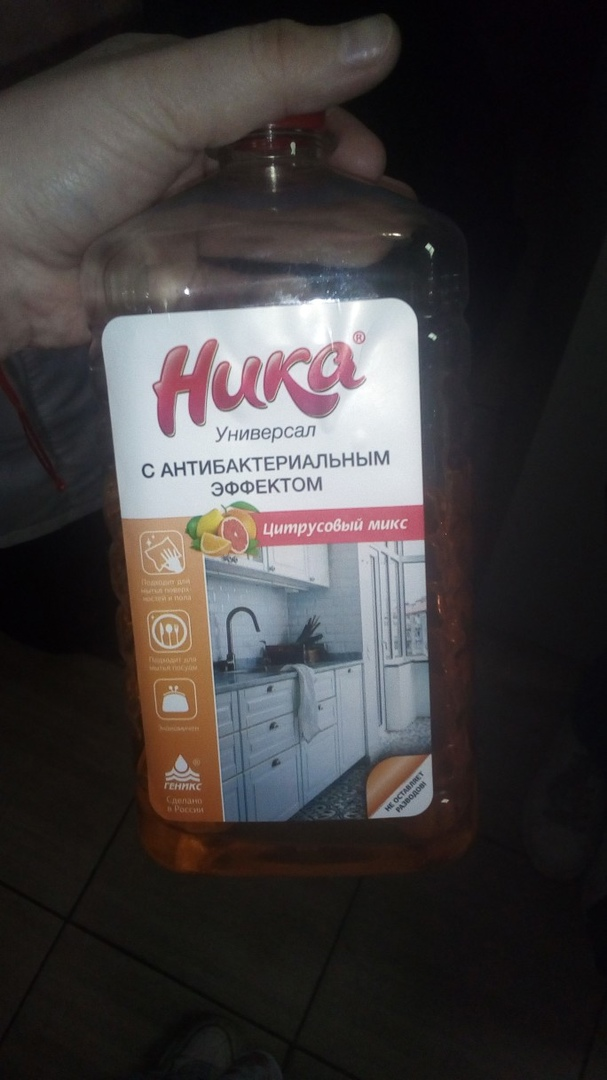 Ника®
Универсал
С АНТИБАКТЕРИАЛЬНЫМ
ЭФФЕКТОМ
Цитрусовый микс
Подходит для
мытья поверх-
ностей и пола
Подходит для
мытья посуды
Экономичен
ГЕНИКС®
Сделано
в России
НЕ ОСТАВЛЯЕТ
РАЗВОДОВ!